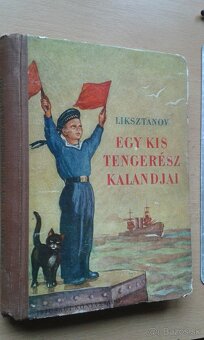 LIKSZTANOV
EGY KIS
TENGERÉSZ
KALANDJAI